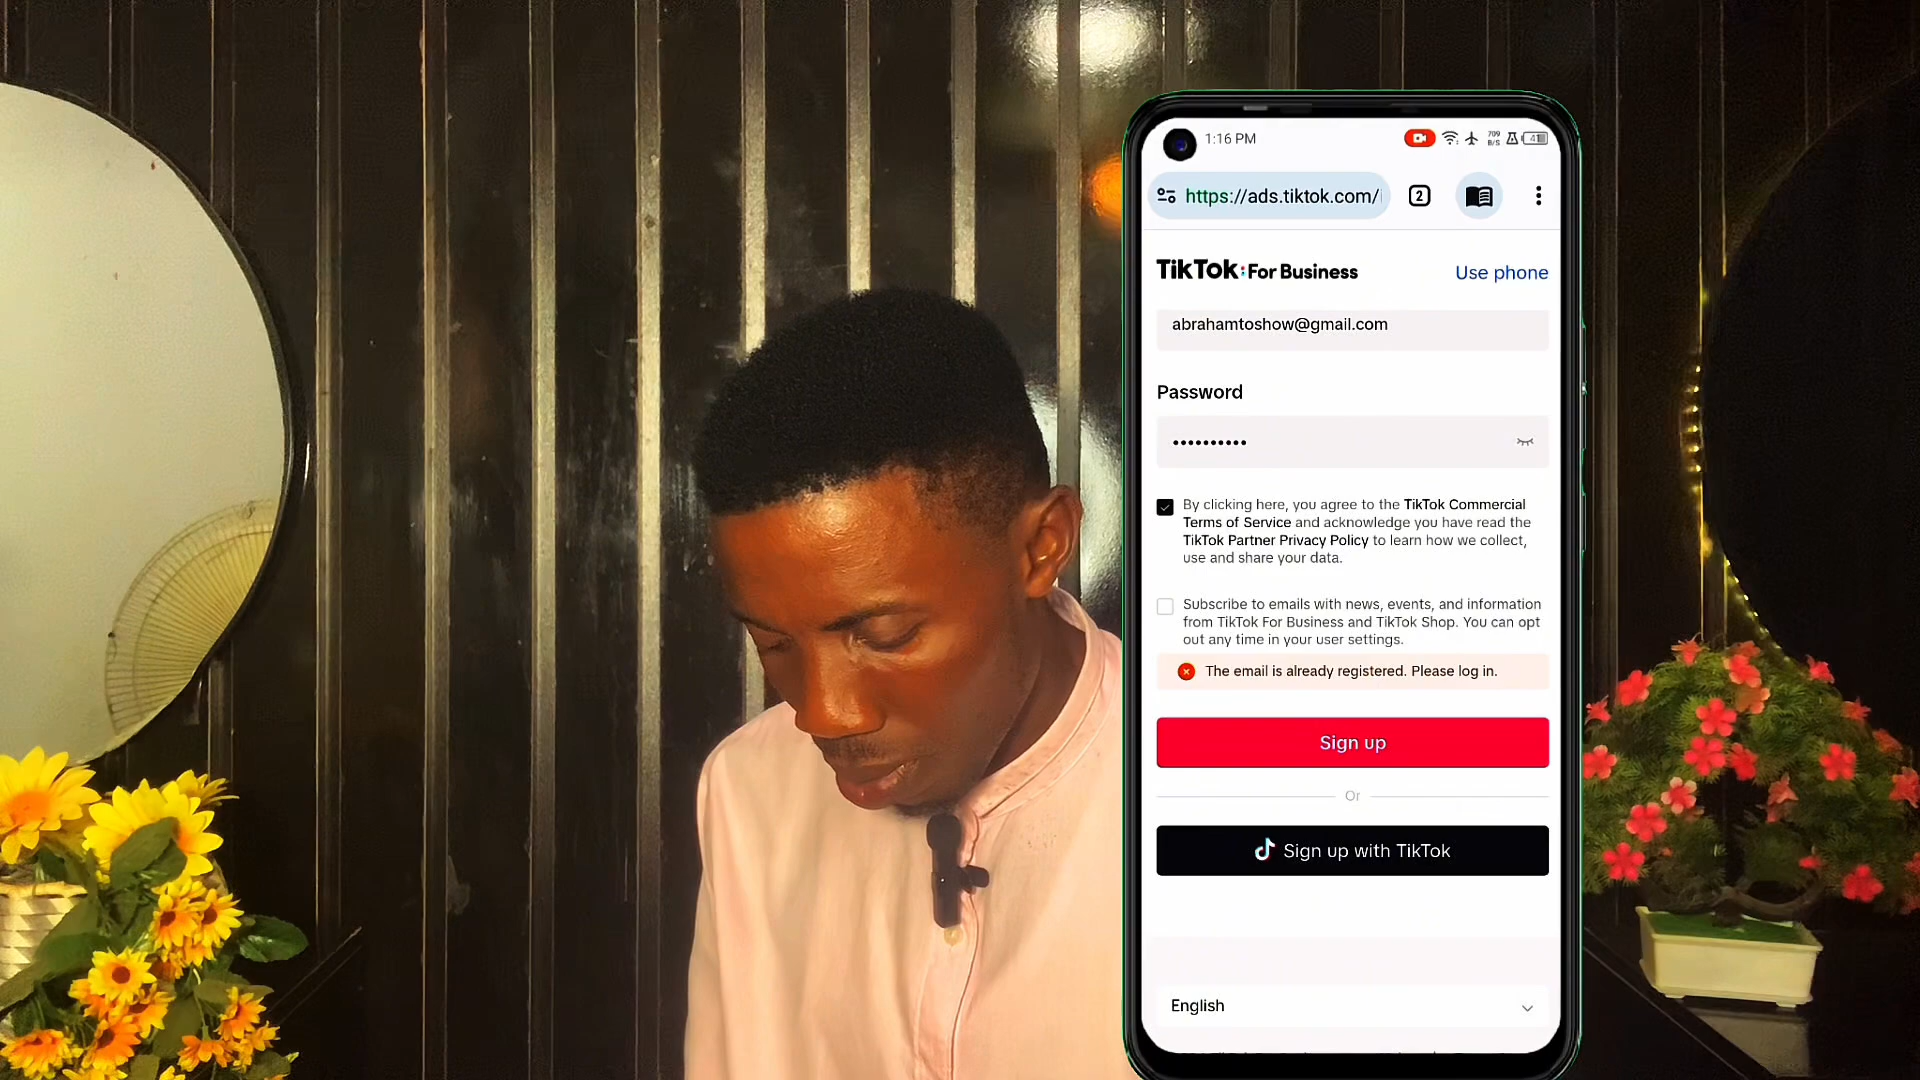 1:16 PM
709
B/S
41
https://ads.tiktok.com/
2
TikTok: For Business
Use phone
abrahamtoshow@gmail.com
Password
••••••••••
By clicking here, you agree to the TikTok Commercial
Terms of Service and acknowledge you have read the
TikTok Partner Privacy Policy to learn how we collect,
use and share your data.
Subscribe to emails with news, events, and information
from TikTok For Business and TikTok Shop. You can opt
out any time in your user settings.
The email is already registered. Please log in.
Sign up
Or
Sign up with TikTok
English